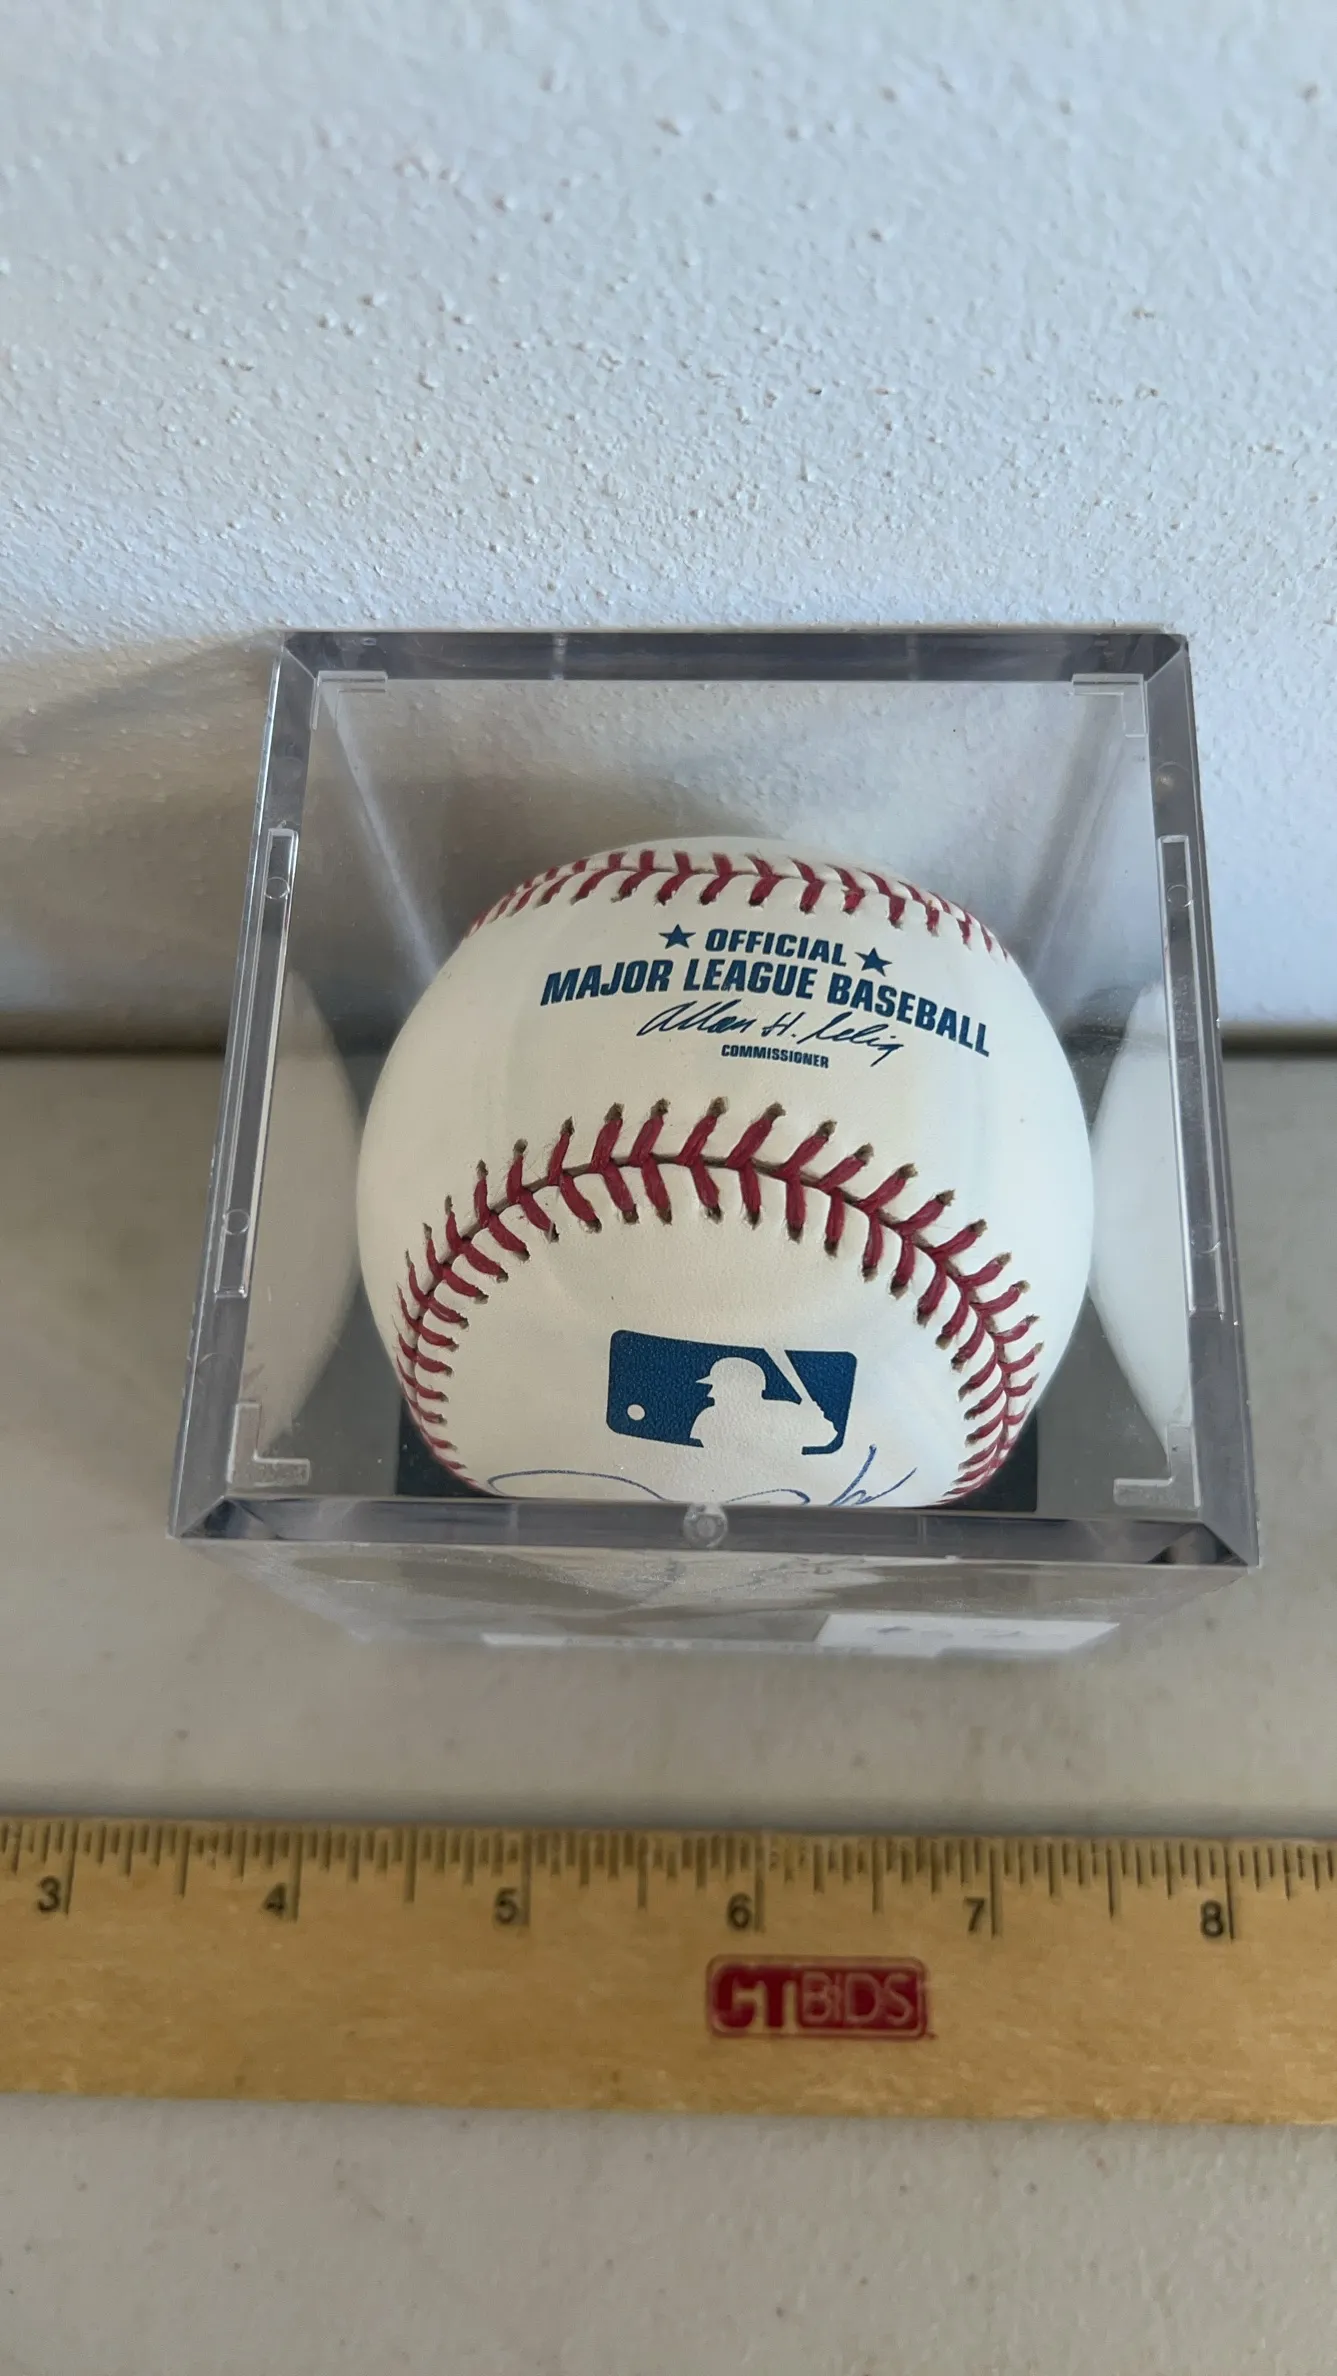 ★ OFFICIAL ★
MAJOR LEAGUE BASEBALL
Allan H. Selig
COMMISSIONER
3 4 5 6 7 8
CTBIDS